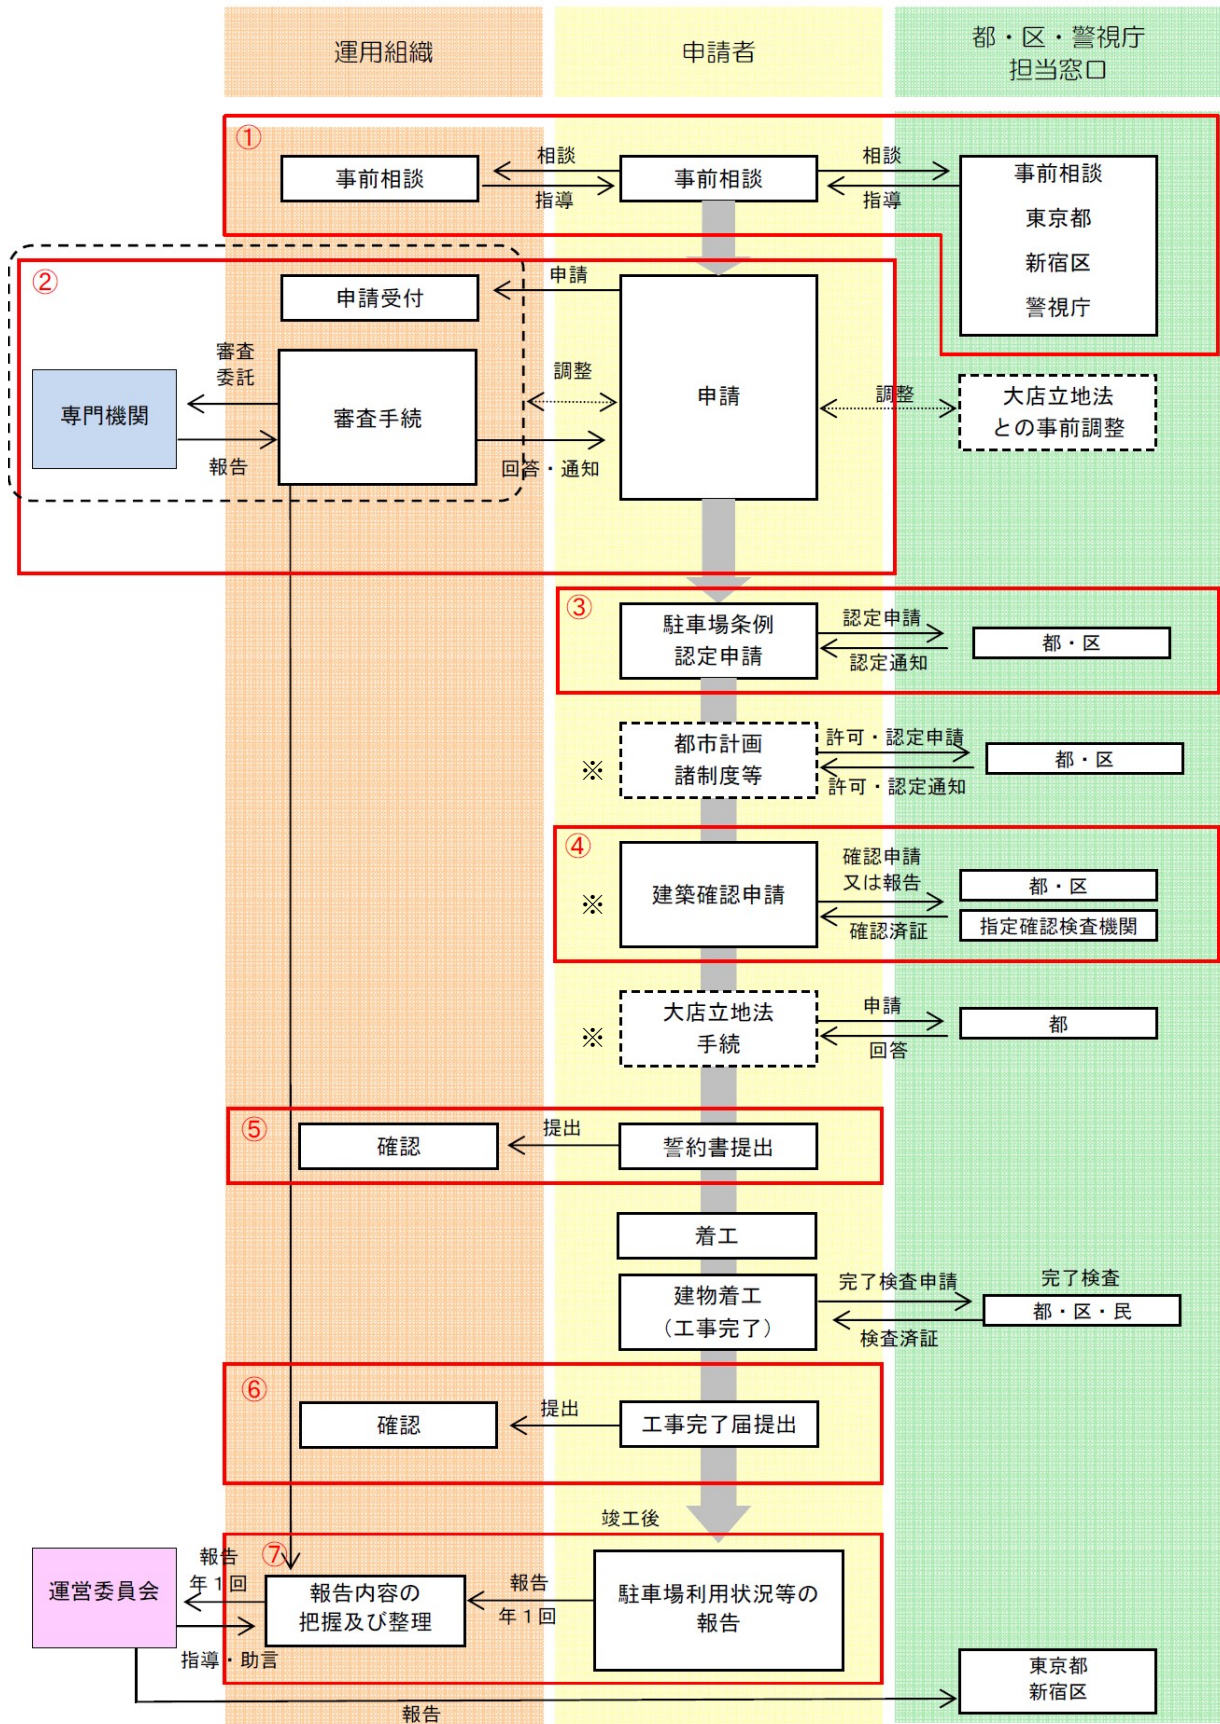 運用組織
申請者
都・区・警視庁
担当窓口
①
事前相談
相談
指導
事前相談
相談
指導
事前相談
東京都
新宿区
警視庁
②
申請受付
申請
申請
専門機関
審査
委託
報告
審査手続
調整
回答・通知
調整
大店立地法
との事前調整
③
駐車場条例
認定申請
認定申請
認定通知
都・区
※
都市計画
諸制度等
許可・認定申請
許可・認定通知
都・区
④
※
建築確認申請
確認申請
又は報告
確認済証
都・区
指定確認検査機関
※
大店立地法
手続
申請
回答
都
⑤
確認
提出
誓約書提出
着工
建物着工
（工事完了）
完了検査申請
検査済証
完了検査
都・区・民
⑥
確認
提出
工事完了届提出
竣工後
⑦
運営委員会
報告
年１回
指導・助言
報告内容の
把握及び整理
報告
年１回
駐車場利用状況等の
報告
報告
東京都
新宿区